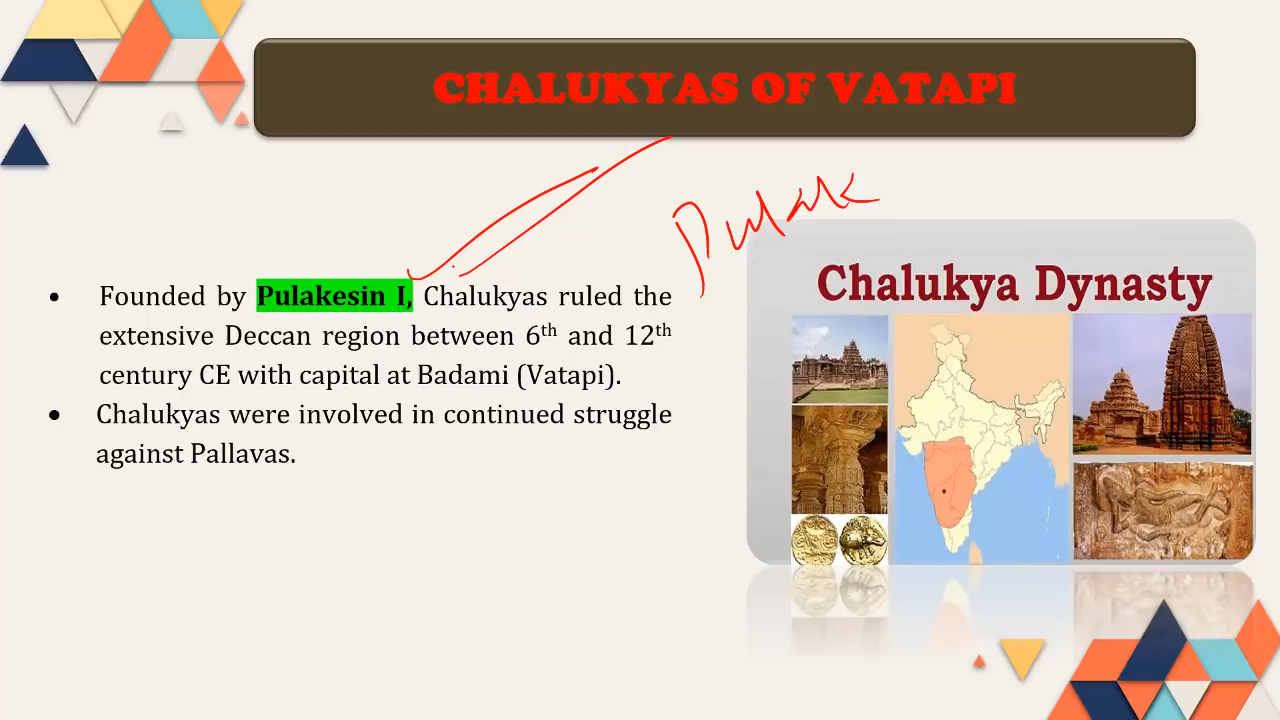 CHALUKYAS OF VATAPI
Pulak
• Founded by Pulakesin I, Chalukyas ruled the
extensive Deccan region between 6th and 12th
century CE with capital at Badami (Vatapi).
• Chalukyas were involved in continued struggle
against Pallavas.
Chalukya Dynasty